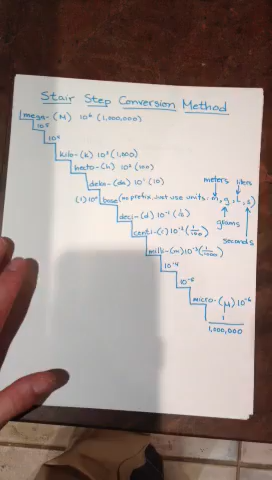 Stair Step Conversion Method
mega- (M) 10⁶ (1,000,000)
10⁵
10⁴
kilo- (k) 10³ (1,000)
hecto- (h) 10² (100)
meters liters
deka- (da) 10¹ (10)
(1) 10⁰ base (no prefix, just use units: m, g, L, s)
deci- (d) 10⁻¹ (1/10)
grams
centi- (c) 10⁻² (1/100)
seconds
milli- (m) 10⁻³ (1/1000)
10⁻⁴
10⁻⁵
micro- (μ) 10⁻⁶
1
1,000,000